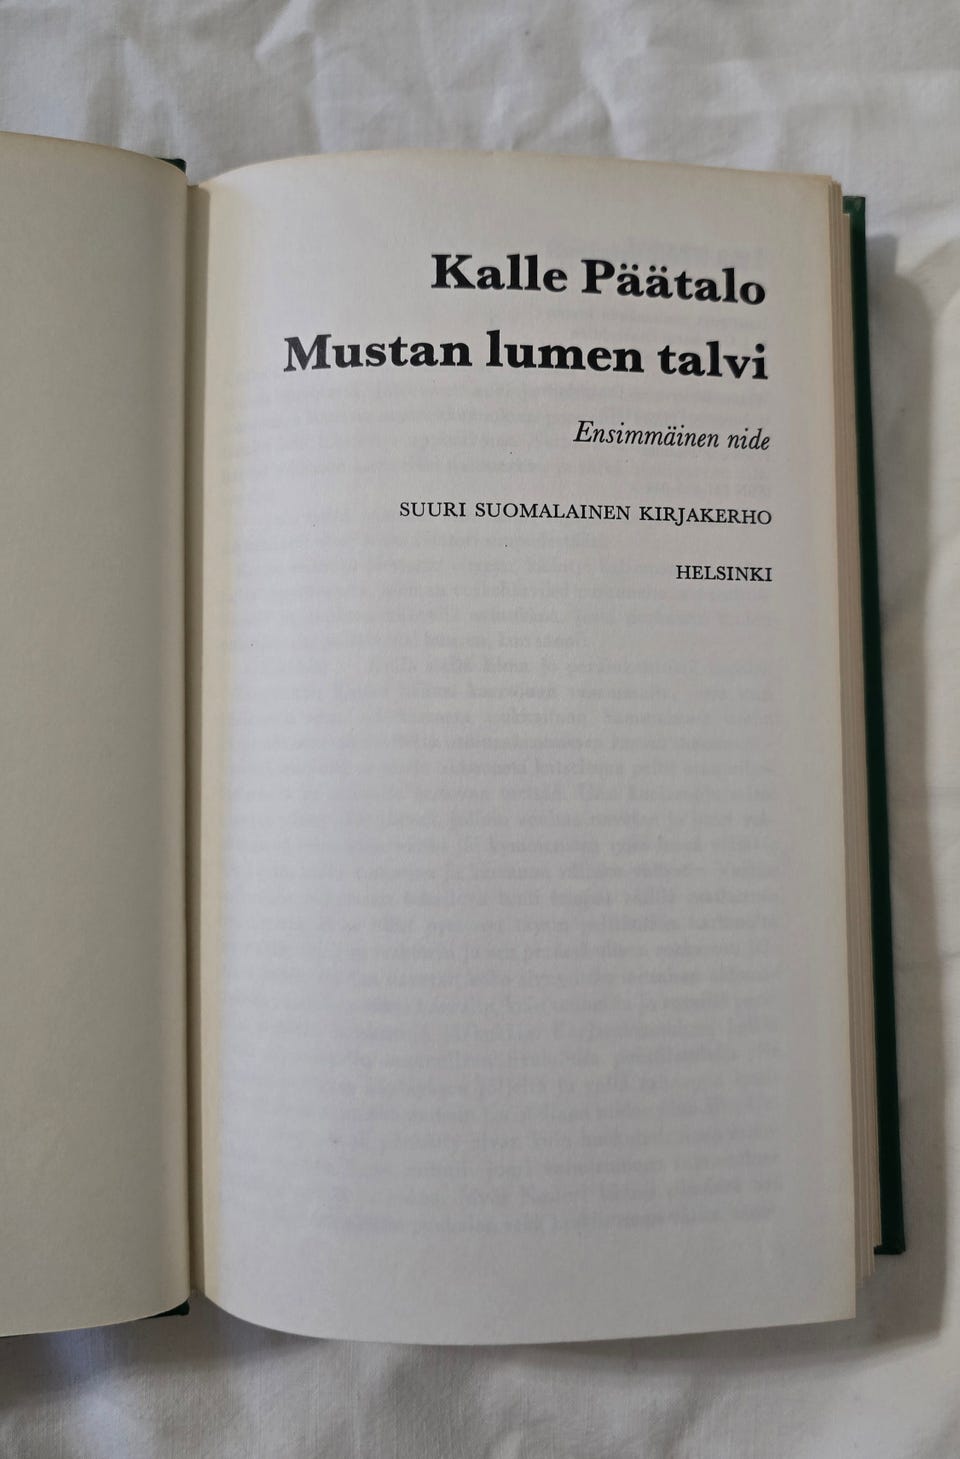 Kalle Päätalo
Mustan lumen talvi
Ensimmäinen nide
SUURI SUOMALAINEN KIRJAKERHO
HELSINKI